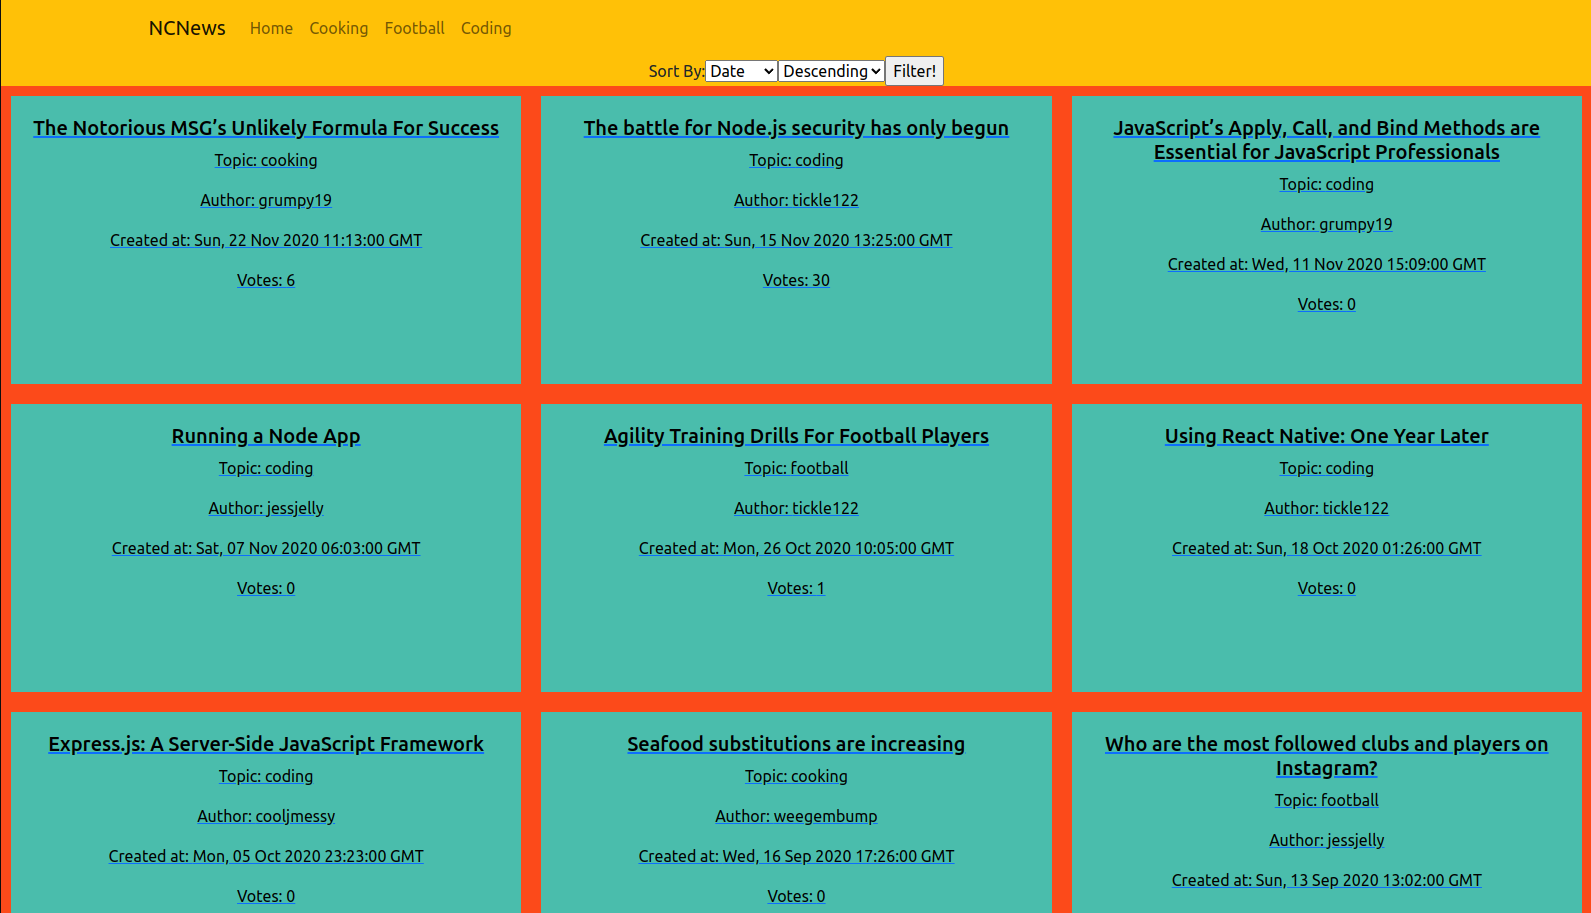 NCNews Home Cooking Football Coding
Sort By: Date Descending Filter!
The Notorious MSG’s Unlikely Formula For Success
Topic: cooking
Author: grumpy19
Created at: Sun, 22 Nov 2020 11:13:00 GMT
Votes: 6
The battle for Node.js security has only begun
Topic: coding
Author: tickle122
Created at: Sun, 15 Nov 2020 13:25:00 GMT
Votes: 30
JavaScript’s Apply, Call, and Bind Methods are
Essential for JavaScript Professionals
Topic: coding
Author: grumpy19
Created at: Wed, 11 Nov 2020 15:09:00 GMT
Votes: 0
Running a Node App
Topic: coding
Author: jessjelly
Created at: Sat, 07 Nov 2020 06:03:00 GMT
Votes: 0
Agility Training Drills For Football Players
Topic: football
Author: tickle122
Created at: Mon, 26 Oct 2020 10:05:00 GMT
Votes: 1
Using React Native: One Year Later
Topic: coding
Author: tickle122
Created at: Sun, 18 Oct 2020 01:26:00 GMT
Votes: 0
Express.js: A Server-Side JavaScript Framework
Topic: coding
Author: cooljmessy
Created at: Mon, 05 Oct 2020 23:23:00 GMT
Votes: 0
Seafood substitutions are increasing
Topic: cooking
Author: weegembump
Created at: Wed, 16 Sep 2020 17:26:00 GMT
Votes: 0
Who are the most followed clubs and players on
Instagram?
Topic: football
Author: jessjelly
Created at: Sun, 13 Sep 2020 13:02:00 GMT